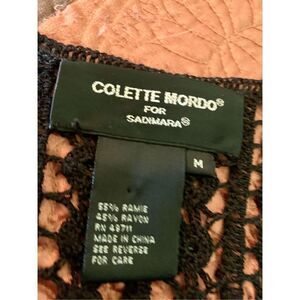 COLETTE MORDO®
FOR
SADIMARA®
M
55% RAMIE
45% RAYON
RN 49711
MADE IN CHINA
SEE REVERSE
FOR CARE